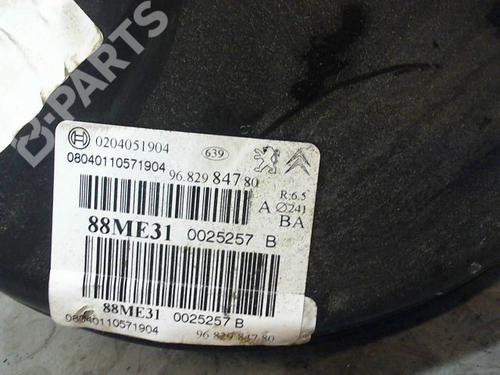 B-PARTS
BOSCH 0204051904
639
08040110571904
96.829 847 80
R:6.5
A Ø241
BA
88ME31 0025257 B
88ME31 0025257 B
08040110571904
96 829 847 80